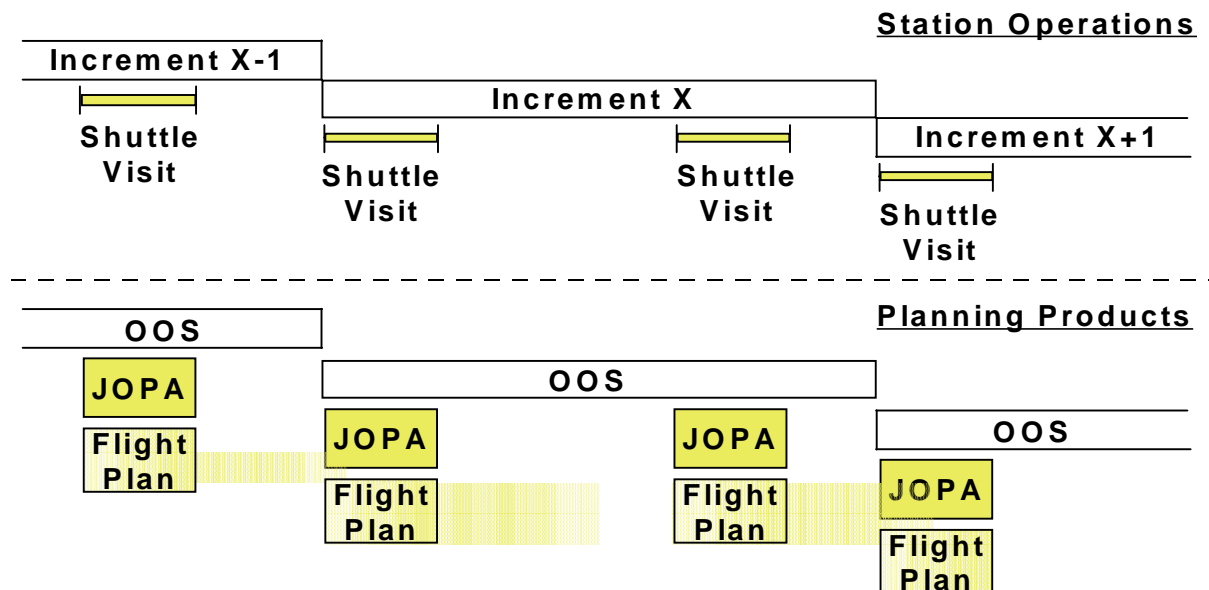 Station Operations
Increment X-1
Increment X
Increment X+1
Shuttle
Visit
Shuttle
Visit
Shuttle
Visit
Shuttle
Visit
Planning Products
OOS
OOS
OOS
JOPA
JOPA
JOPA
JOPA
Flight
Plan
Flight
Plan
Flight
Plan
Flight
Plan